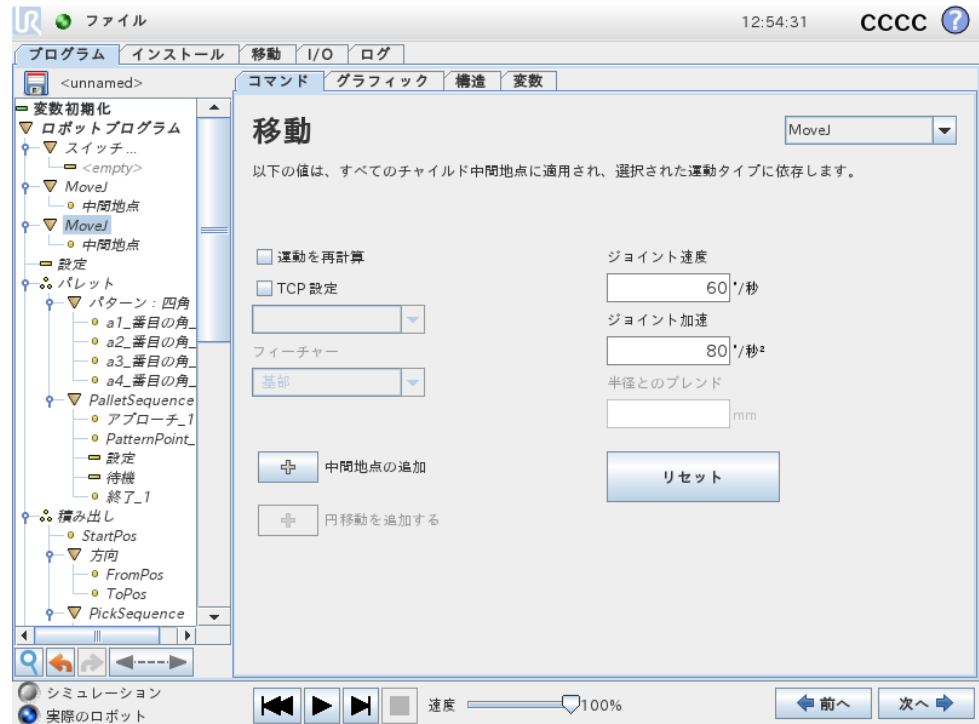 UR ファイル 12:54:31 CCCC ?
プログラム インストール 移動 I/O ログ
<unnamed>
コマンド グラフィック 構造 変数
変数初期化
ロボットプログラム
スイッチ ...
<empty>
MoveJ
中間地点
MoveJ
中間地点
設定
パレット
パターン : 四角
a1_番目の角_
a2_番目の角_
a3_番目の角_
a4_番目の角_
PalletSequence
アプローチ_1
PatternPoint_
設定
待機
終了_1
積み出し
StartPos
方向
FromPos
ToPos
PickSequence
移動
MoveJ
以下の値は、すべてのチャイルド中間地点に適用され、選択された運動タイプに依存します。
運動を再計算
TCP 設定
フィーチャー
基部
中間地点の追加
円移動を追加する
ジョイント速度
60 °/秒
ジョイント加速
80 °/秒²
半径とのブレンド
mm
リセット
シミュレーション
実際のロボット
速度 100%
前へ 次へ